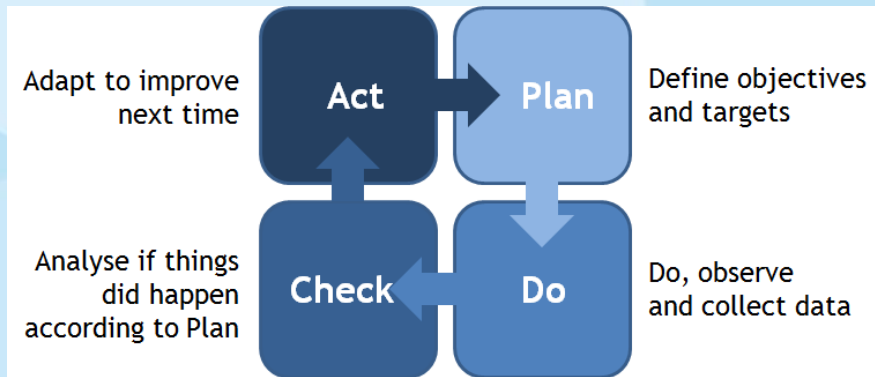 Adapt to improve
next time
Act
Plan
Define objectives
and targets
Analyse if things
did happen
according to Plan
Check
Do
Do, observe
and collect data